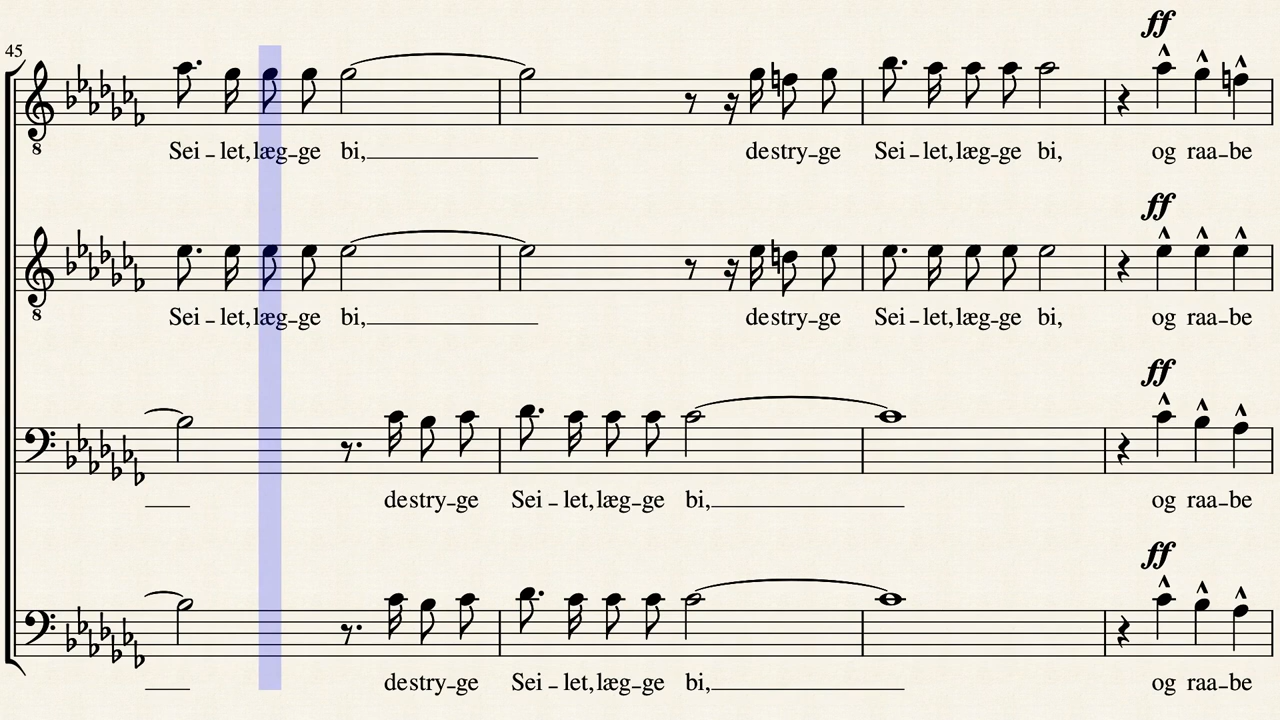 ff
45
Sei – let, læg–ge bi, destry–ge Sei – let, læg–ge bi, og raa–be
8
ff
Sei – let, læg–ge bi, destry–ge Sei – let, læg–ge bi, og raa–be
8
ff
destry–ge Sei – let, læg–ge bi, og raa–be
ff
destry–ge Sei – let, læg–ge bi, og raa–be